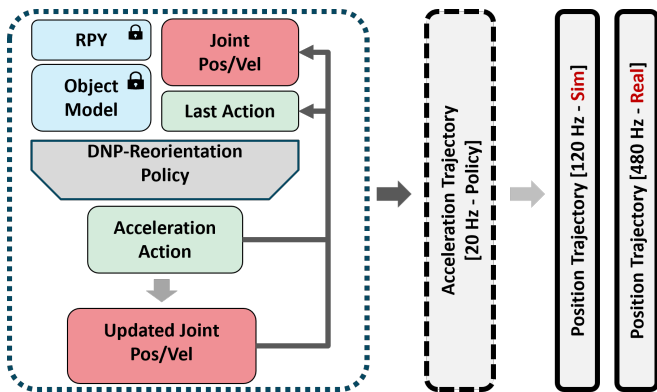 RPY
Joint
Pos/Vel
Object
Model
Last Action
DNP-Reorientation
Policy
Acceleration
Action
Updated Joint
Pos/Vel
Acceleration Trajectory
[20 Hz - Policy]
Position Trajectory [120 Hz - Sim]
Position Trajectory [480 Hz - Real]